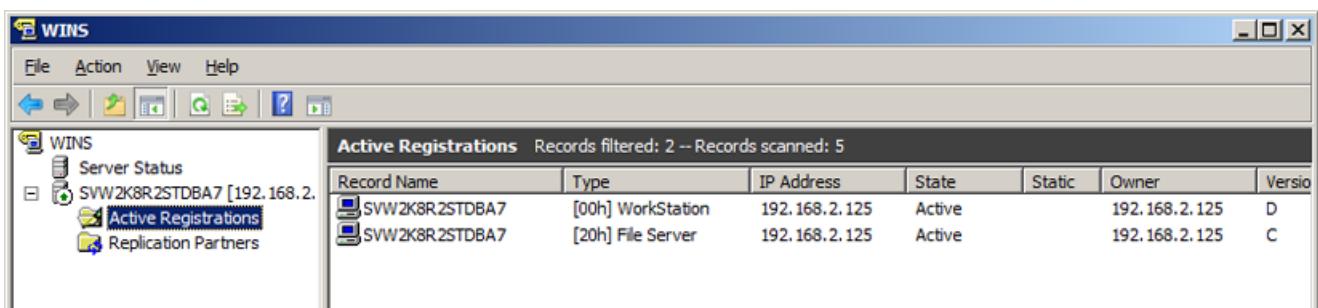 WINS
File Action View Help
WINS
Server Status
SVW2K8R2STDBA7 [192.168.2.
Active Registrations
Replication Partners
Active Registrations Records filtered: 2 -- Records scanned: 5
Record Name Type IP Address State Static Owner Versio
SVW2K8R2STDBA7 [00h] WorkStation 192.168.2.125 Active 192.168.2.125 D
SVW2K8R2STDBA7 [20h] File Server 192.168.2.125 Active 192.168.2.125 C